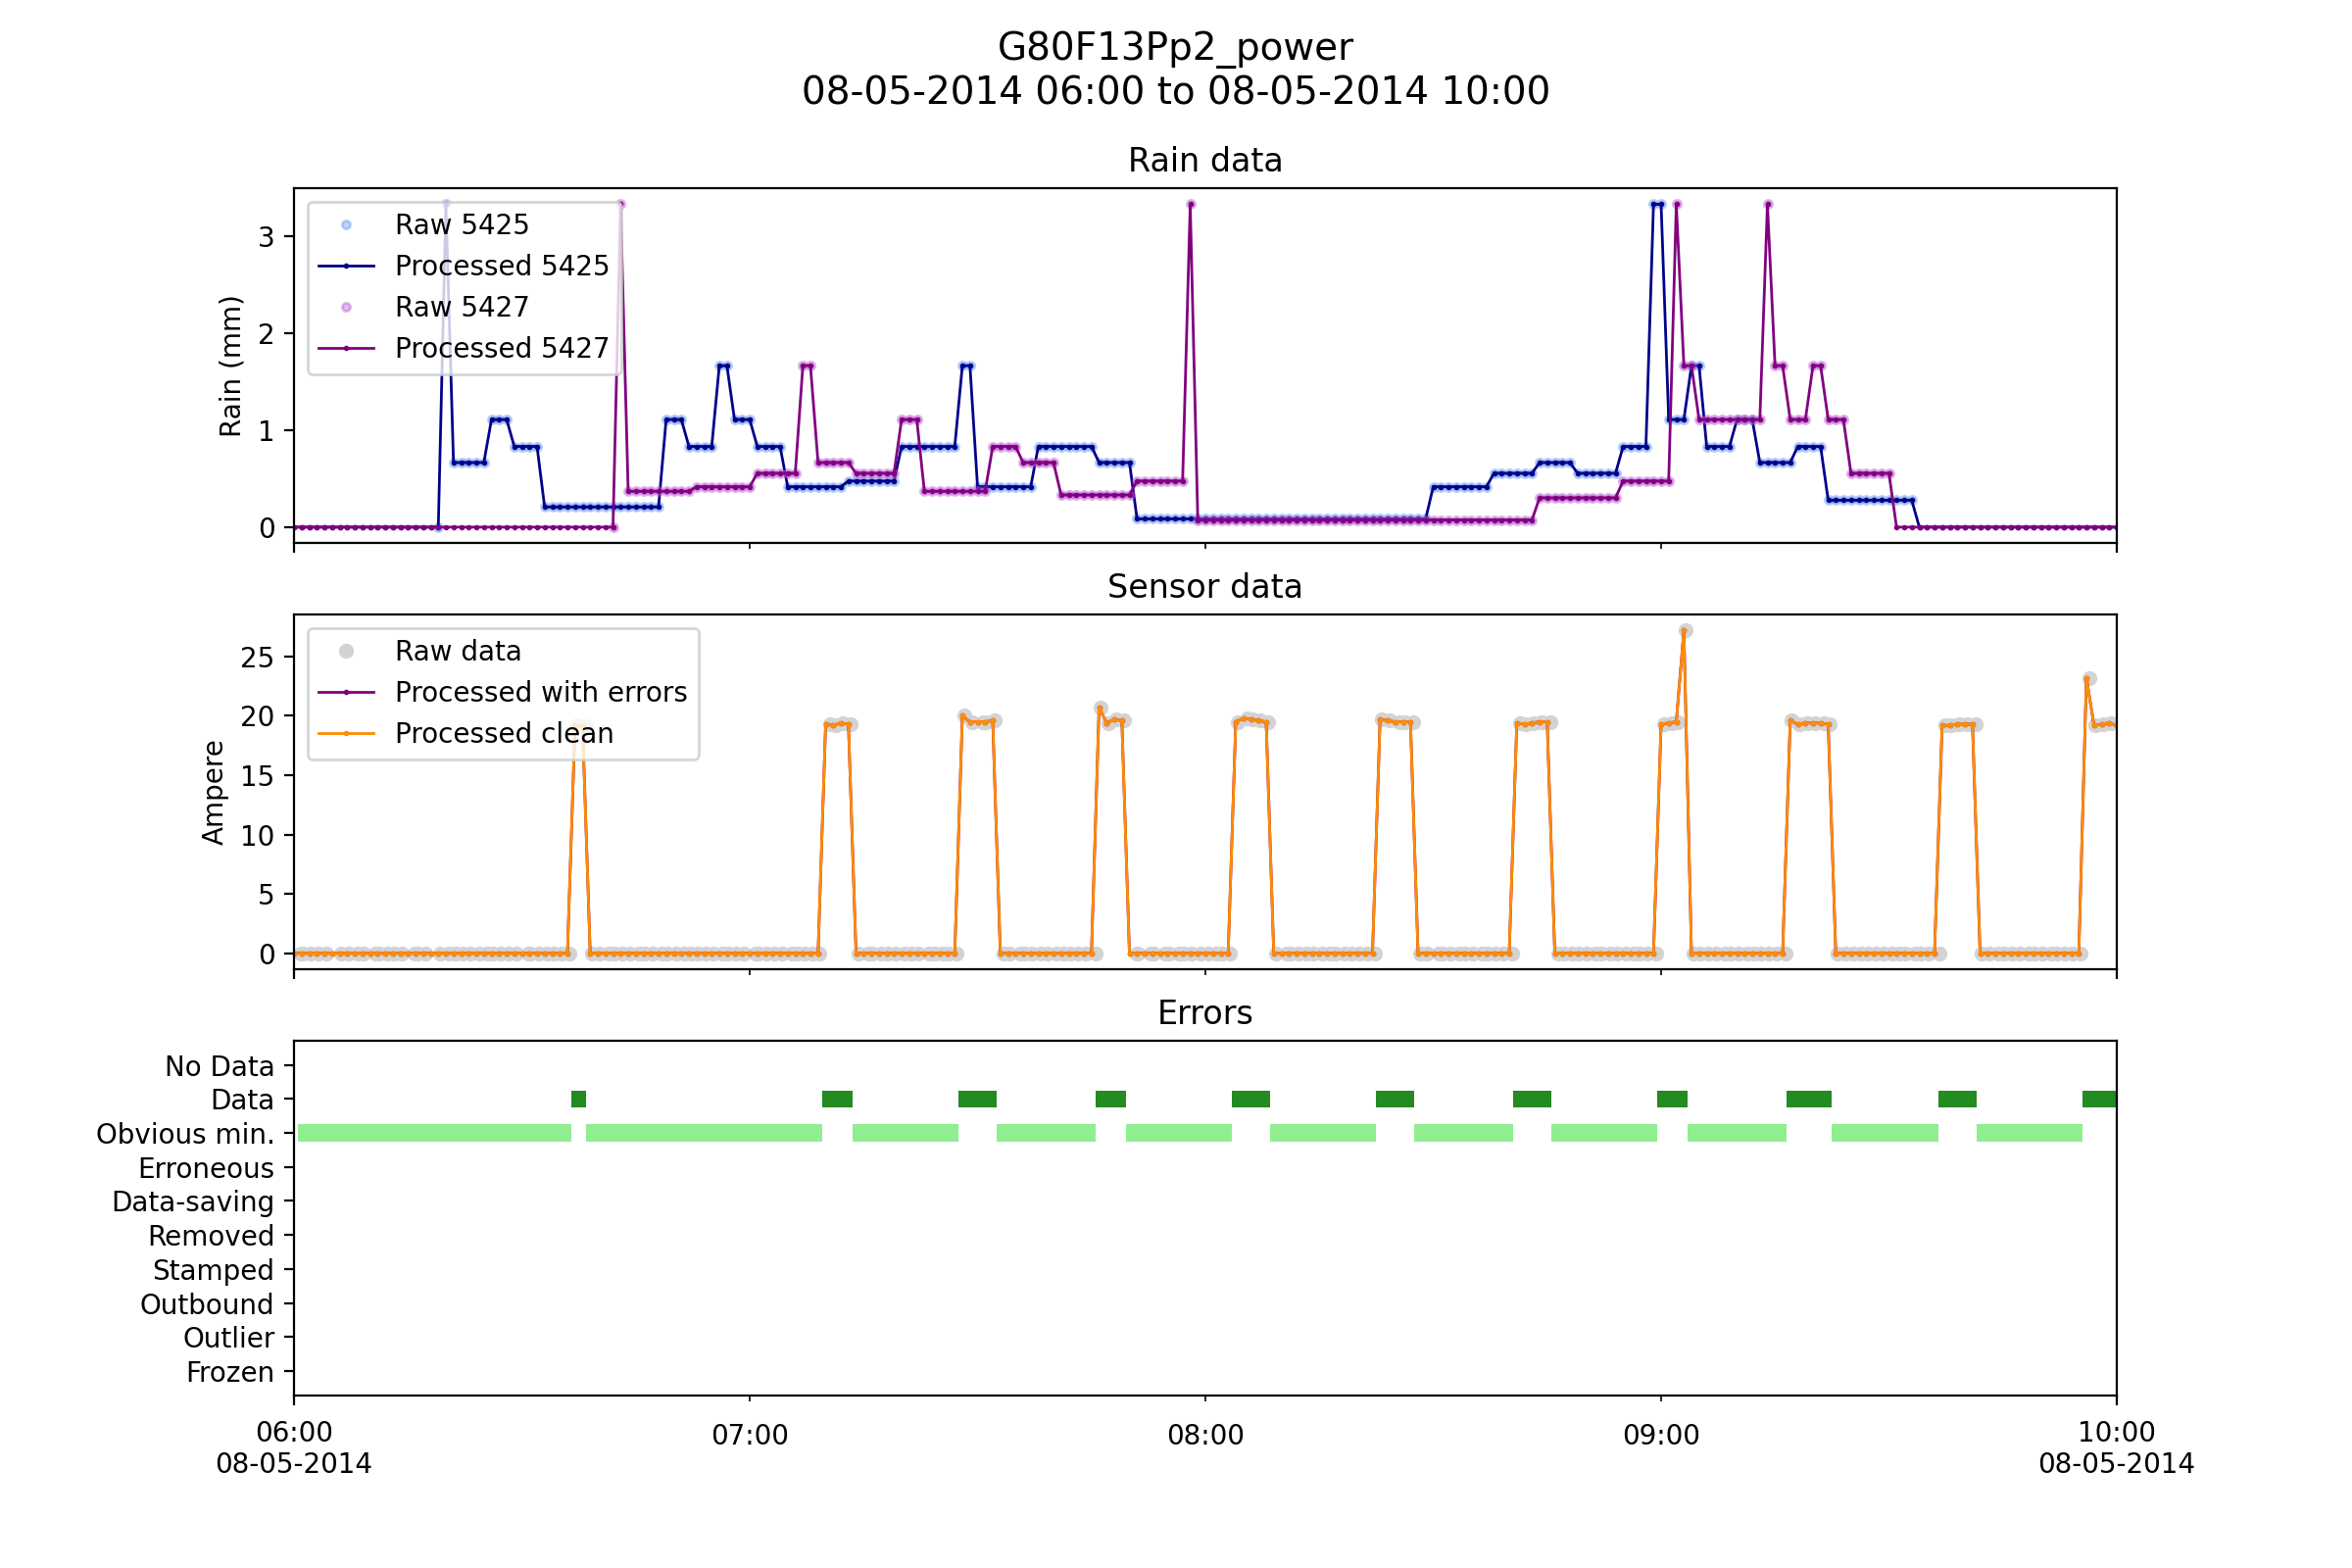 G80F13Pp2_power
08-05-2014 06:00 to 08-05-2014 10:00
Rain data
Rain (mm)
3
2
1
0
Raw 5425
Processed 5425
Raw 5427
Processed 5427
Sensor data
Ampere
25
20
15
10
5
0
Raw data
Processed with errors
Processed clean
Errors
No Data
Data
Obvious min.
Erroneous
Data-saving
Removed
Stamped
Outbound
Outlier
Frozen
06:00
08-05-2014
07:00
08:00
09:00
10:00
08-05-2014